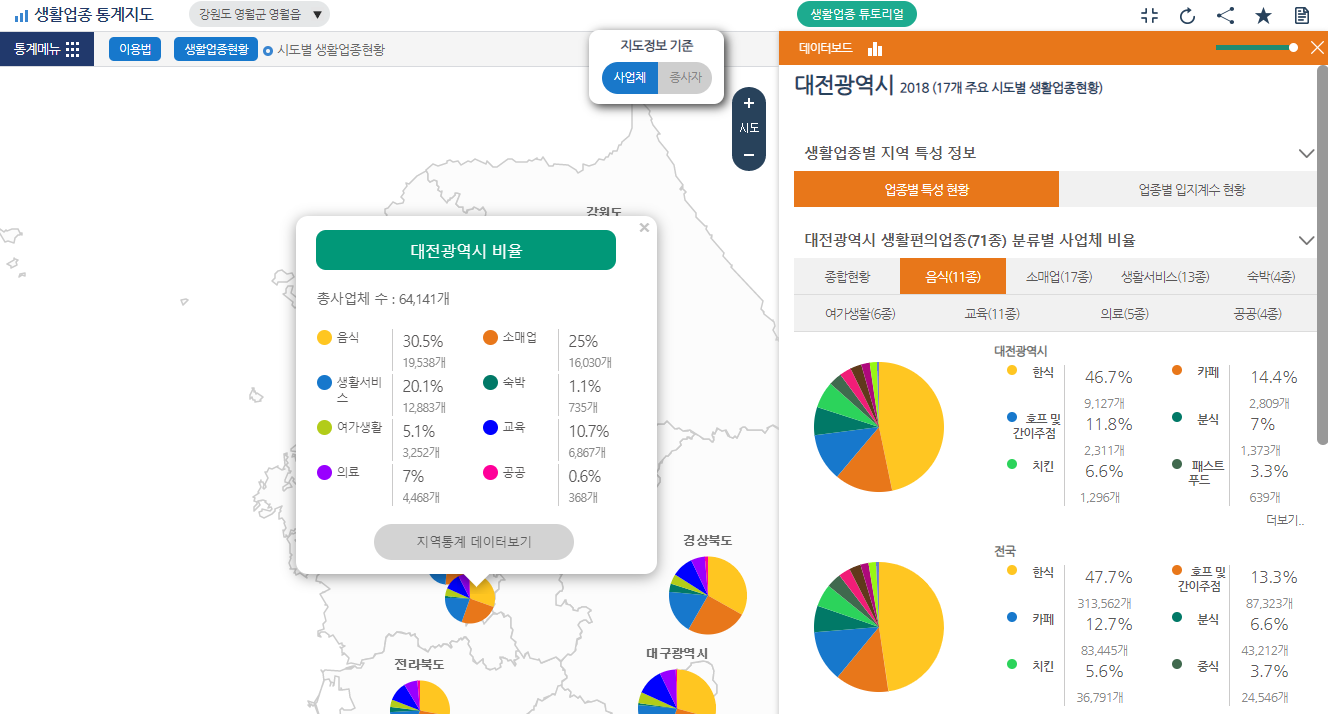 생활업종 통계지도
강원도 영월군 영월읍 ▼
생활업종 튜토리얼
통계메뉴
이용법
생활업종현황
시도별 생활업종현황
지도정보 기준
사업체
종사자
+
시도
−
강원도
대전광역시 비율
총사업체 수 : 64,141개
음식 30.5% 19,538개
소매업 25% 16,030개
생활서비스 20.1% 12,883개
숙박 1.1% 735개
여가생활 5.1% 3,252개
교육 10.7% 6,867개
의료 7% 4,468개
공공 0.6% 368개
지역통계 데이터보기
경상북도
대구광역시
전라북도
데이터보드
대전광역시 2018 (17개 주요 시도별 생활업종현황)
생활업종별 지역 특성 정보
업종별 특성 현황
업종별 입지계수 현황
대전광역시 생활편의업종(71종) 분류별 사업체 비율
종합현황 음식(11종) 소매업(17종) 생활서비스(13종) 숙박(4종)
여가생활(6종) 교육(11종) 의료(5종) 공공(4종)
대전광역시
한식 46.7% 9,127개
카페 14.4% 2,809개
호프 및 간이주점 11.8% 2,311개
분식 7% 1,373개
치킨 6.6% 1,296개
패스트푸드 3.3% 639개
더보기..
전국
한식 47.7% 313,562개
호프 및 간이주점 13.3% 87,323개
카페 12.7% 83,445개
분식 6.6% 43,212개
치킨 5.6% 36,791개
중식 3.7% 24,546개